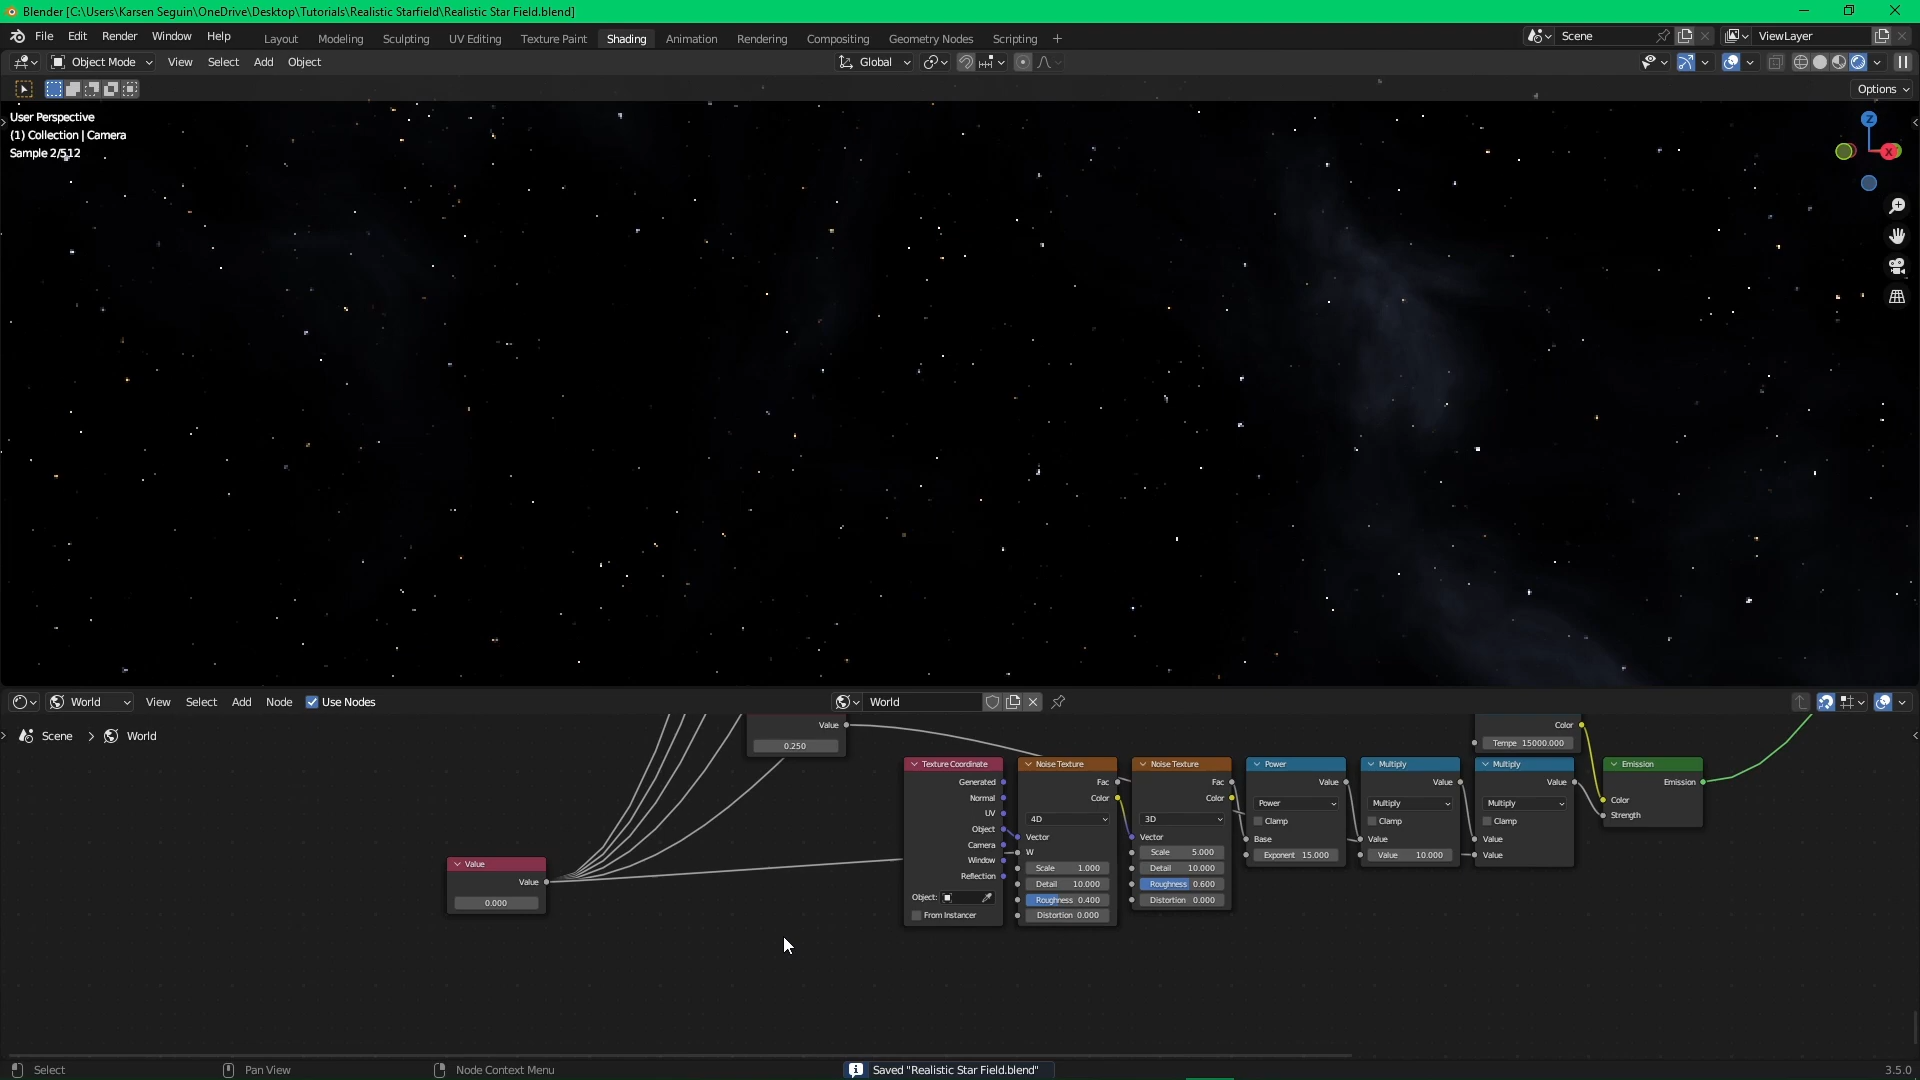 Blender [C:\Users\Karsen Seguin\OneDrive\Desktop\Tutorials\Realistic Starfield\Realistic Star Field.blend]
File Edit Render Window Help Layout Modeling Sculpting UV Editing Texture Paint Shading Animation Rendering Compositing Geometry Nodes Scripting + Scene ViewLayer
Object Mode View Select Add Object Global
Options
User Perspective
(1) Collection | Camera
Sample 2/512
Z
X
World View Select Add Node Use Nodes World
Scene > World
Value
0.250
Color
Tempe 15000.000
Value
Value
0.000
Texture Coordinate
Generated
Normal
UV
Object
Camera
Window
Reflection
Object:
From Instancer
Noise Texture
Fac
Color
4D
Vector
W
Scale 1.000
Detail 10.000
Roughness 0.400
Distortion 0.000
Noise Texture
Fac
Color
3D
Vector
Scale 5.000
Detail 10.000
Roughness 0.600
Distortion 0.000
Power
Value
Power
Clamp
Base
Exponent 15.000
Multiply
Value
Multiply
Clamp
Value
Value 10.000
Multiply
Value
Multiply
Clamp
Value
Value
Emission
Emission
Color
Strength
Select Pan View Node Context Menu Saved "Realistic Star Field.blend" 3.5.0